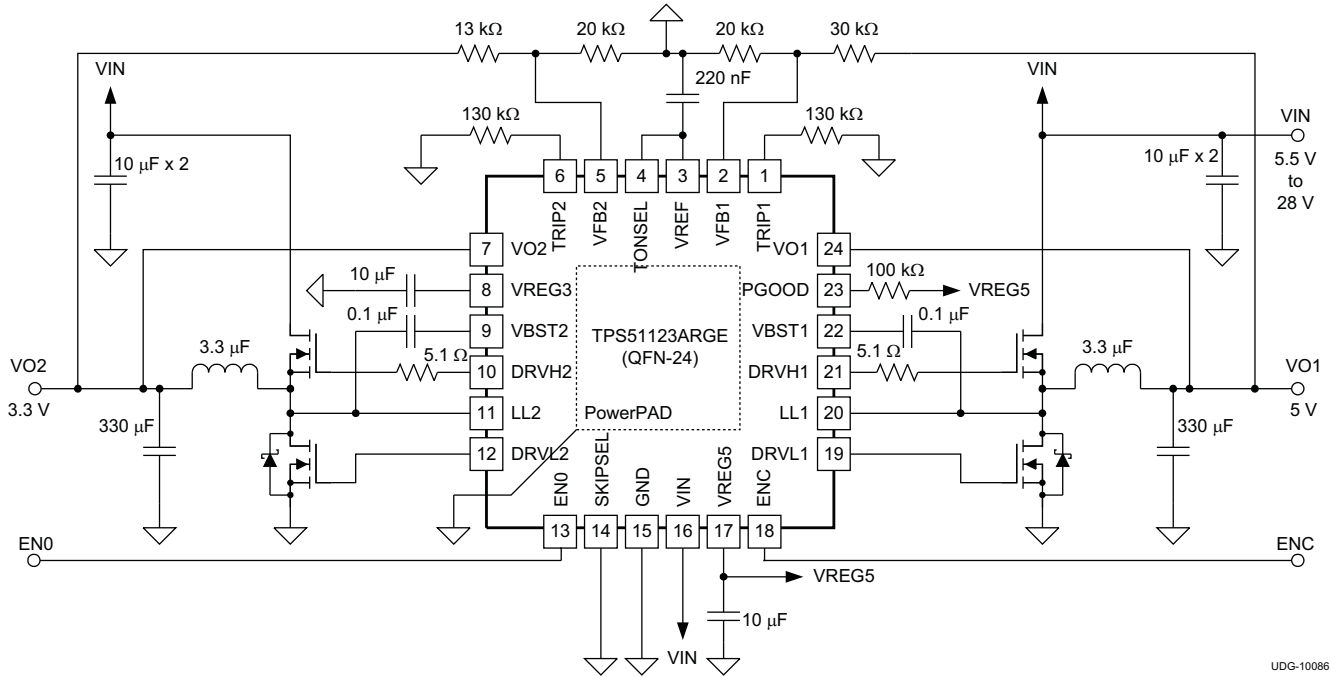 13 kΩ 20 kΩ 20 kΩ 30 kΩ
VIN 220 nF VIN
130 kΩ 130 kΩ
VIN
10 μF x 2 10 μF x 2
5.5 V
to
28 V
6 5 4 3 2 1
TRIP2 VFB2 TONSEL VREF VFB1 TRIP1
7 VO2 VO1 24
10 μF 100 kΩ
8 VREG3 PGOOD 23 VREG5
0.1 μF 0.1 μF
9 VBST2 VBST1 22
TPS51123ARGE
(QFN-24)
VO2 3.3 μF 5.1 Ω 5.1 Ω 3.3 μF VO1
10 DRVH2 DRVH1 21
3.3 V 5 V
11 LL2 PowerPAD LL1 20
330 μF 330 μF
12 DRVL2 DRVL1 19
EN0 SKIPSEL GND VIN VREG5 ENC
13 14 15 16 17 18
EN0 ENC
VREG5
10 μF
VIN
UDG-10086